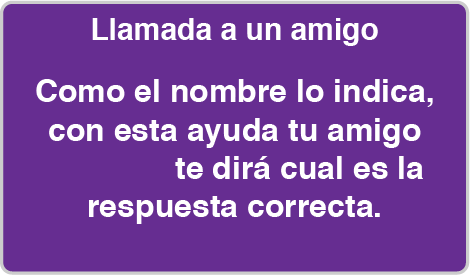 Llamada a un amigo
Como el nombre lo indica,
con esta ayuda tu amigo
te dirá cual es la
respuesta correcta.